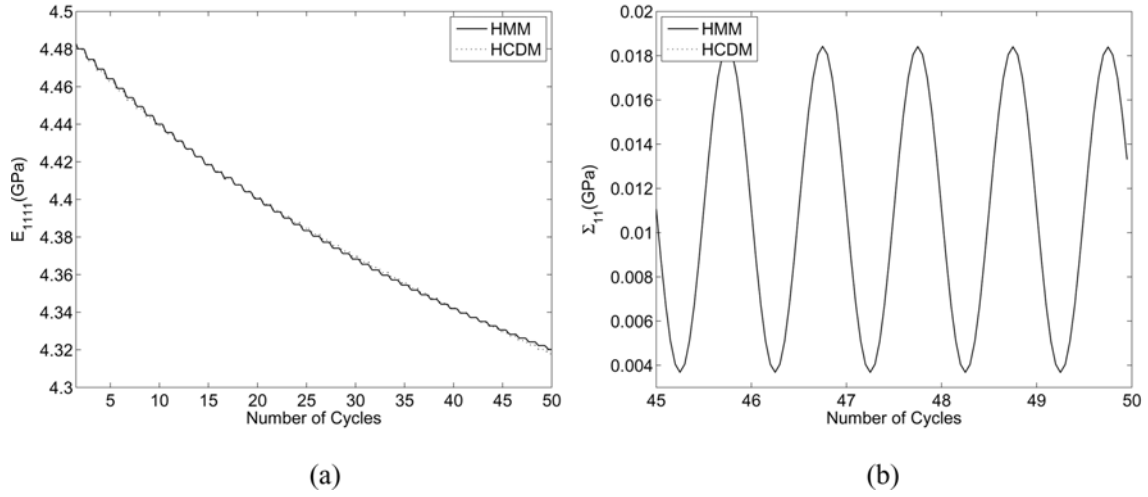 4.5
4.48
4.46
4.44
4.42
4.4
4.38
4.36
4.34
4.32
4.3
E1111(GPa)
5 10 15 20 25 30 35 40 45 50
Number of Cycles
HMM
HCDM
(a)
0.02
0.018
0.016
0.014
0.012
0.01
0.008
0.006
0.004
Σ11(GPa)
45 46 47 48 49 50
Number of Cycles
HMM
HCDM
(b)